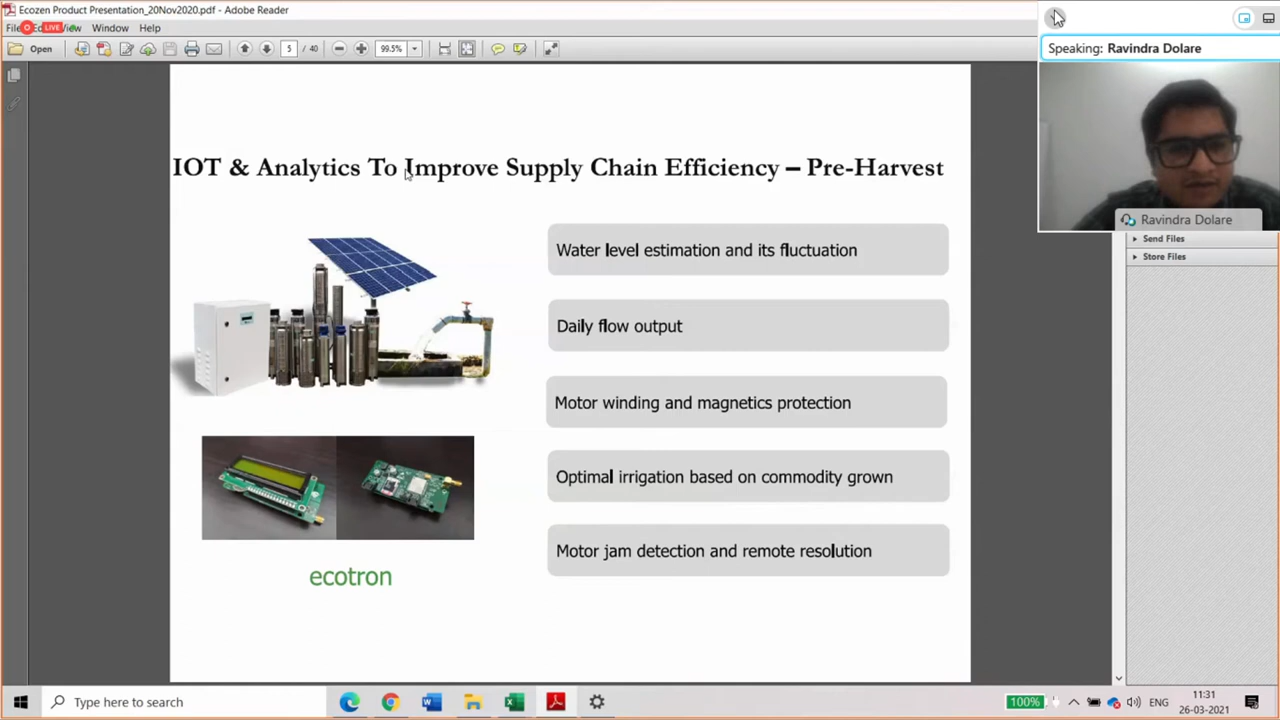 Ecozen Product Presentation_20Nov2020.pdf - Adobe Reader
LIVE View Window Help
Open 5 / 40 99.5%
Speaking: Ravindra Dolare
Ravindra Dolare
Send Files
Store Files
IOT & Analytics To Improve Supply Chain Efficiency – Pre-Harvest
Water level estimation and its fluctuation
Daily flow output
Motor winding and magnetics protection
Optimal irrigation based on commodity grown
Motor jam detection and remote resolution
ecotron
Type here to search
100%
ENG
11:31
26-03-2021